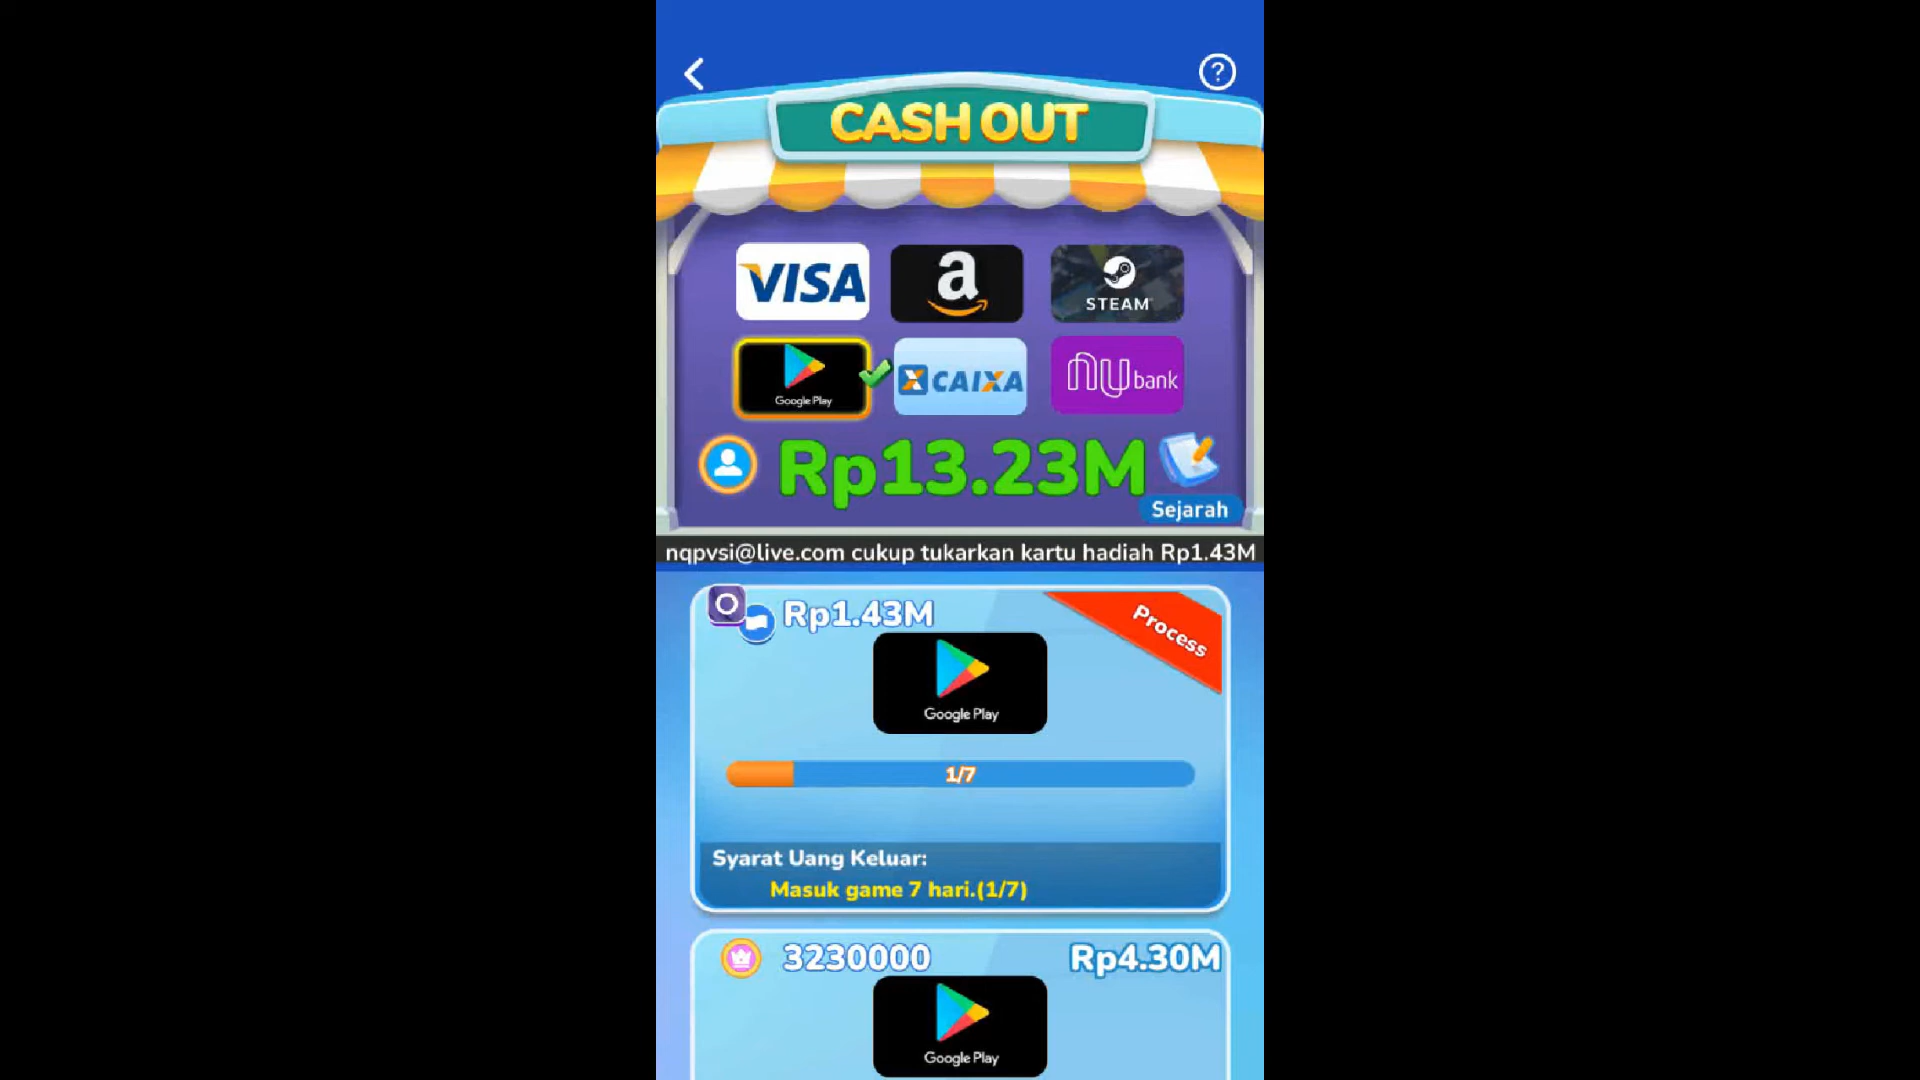 ?
CASH OUT
VISA
a
STEAM
Google Play
CAIXA
nu bank
Rp13.23M
Sejarah
nqpvsi@live.com cukup tukarkan kartu hadiah Rp1.43M
Rp1.43M
Process
Google Play
1/7
Syarat Uang Keluar:
Masuk game 7 hari.(1/7)
3230000 Rp4.30M
Google Play